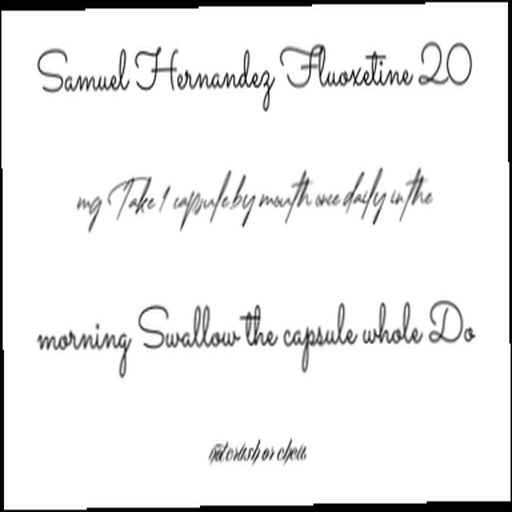 Samuel Hernandez Fluoxetine 20
mg Take 1 capsule by mouth once daily in the
morning Swallow the capsule whole Do
not crush or chew